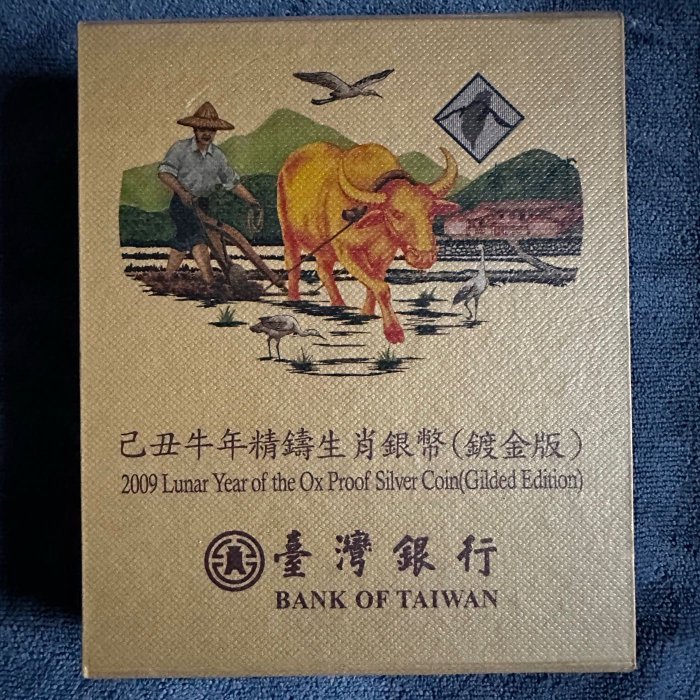 己丑牛年精鑄生肖銀幣(鍍金版)
2009 Lunar Year of the Ox Proof Silver Coin(Gilded Edition)
臺灣銀行
BANK OF TAIWAN